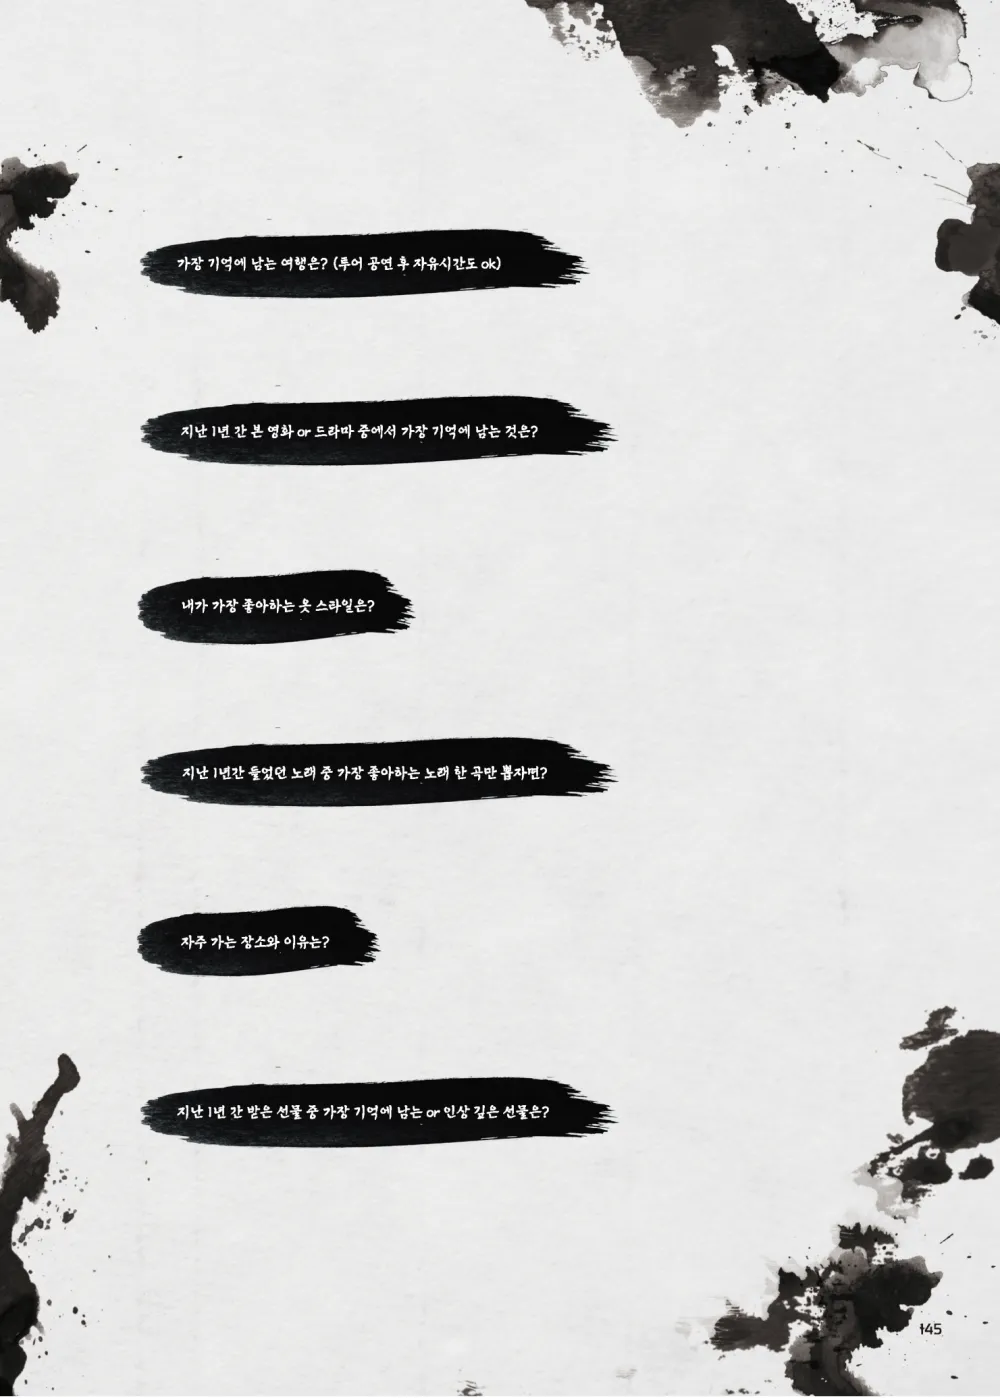 가장 기억에 남는 여행은? (투어 공연 후 자유시간도 ok)
지난 1년 간 본 영화 or 드라마 중에서 가장 기억에 남는 것은?
내가 가장 좋아하는 옷 스타일은?
지난 1년간 들었던 노래 중 가장 좋아하는 노래 한 곡만 뽑자면?
자주 가는 장소와 이유는?
지난 1년 간 받은 선물 중 가장 기억에 남는 or 인상 깊은 선물은?
145